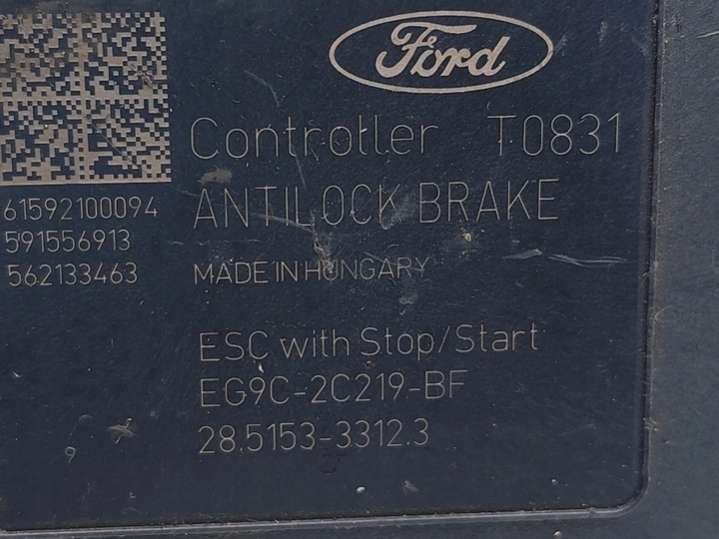 Ford
Controller T0831
61592100094
ANTILOCK BRAKE
591556913
562133463
MADE IN HUNGARY
ESC with Stop/Start
EG9C-2C219-BF
28.5153-3312.3
9